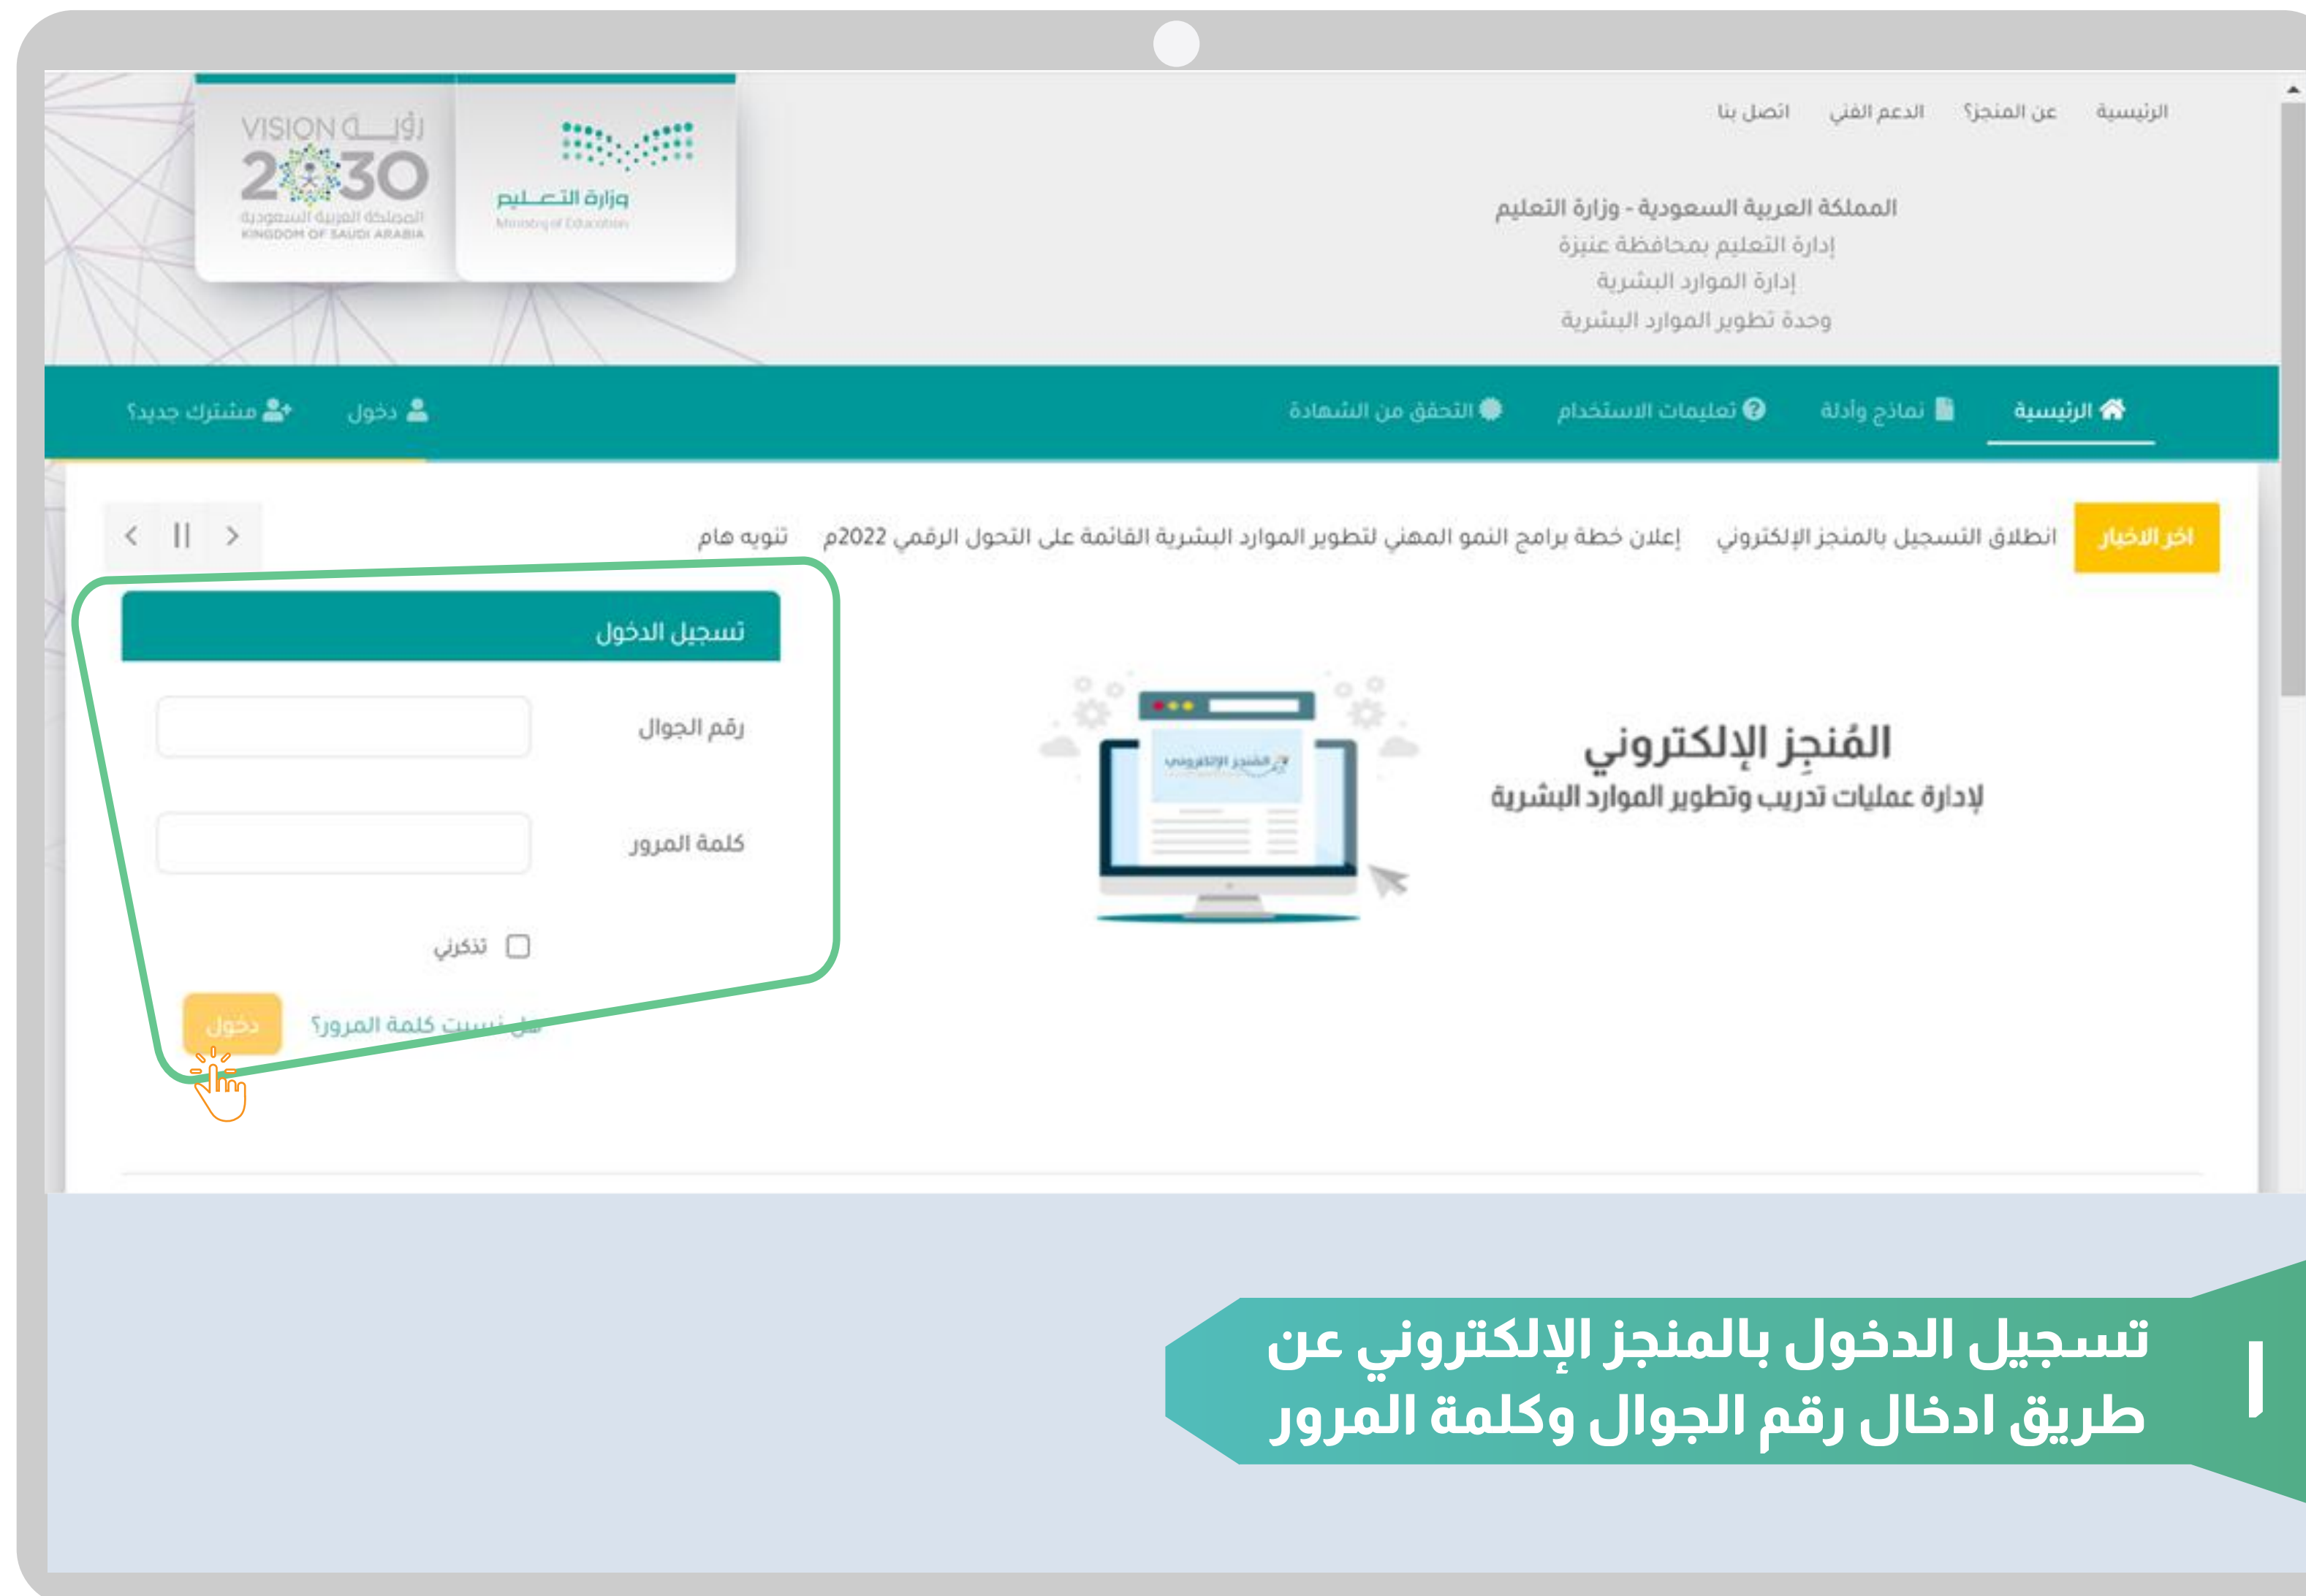 الرئيسية عن المنجز؟ الدعم الفني اتصل بنا
المملكة العربية السعودية - وزارة التعليم
إدارة التعليم بمحافظة عنيزة
إدارة الموارد البشرية
وحدة تطوير الموارد البشرية
وزارة التعليم
Ministry of Education
VISION رؤية
2030
المملكة العربية السعودية
KINGDOM OF SAUDI ARABIA
الرئيسية نماذج وأدلة تعليمات الاستخدام التحقق من الشهادة دخول مشترك جديد؟
اخر الاخبار انطلاق التسجيل بالمنجز الإلكتروني إعلان خطة برامج النمو المهني لتطوير الموارد البشرية القائمة على التحول الرقمي 2022م تنويه هام
المُنجِز الإلكتروني
لإدارة عمليات تدريب وتطوير الموارد البشرية
المُنجز الإلكتروني
تسجيل الدخول
رقم الجوال
كلمة المرور
تذكرني
هل نسيت كلمة المرور؟ دخول
1
تسجيل الدخول بالمنجز الإلكتروني عن
طريق ادخال رقم الجوال وكلمة المرور